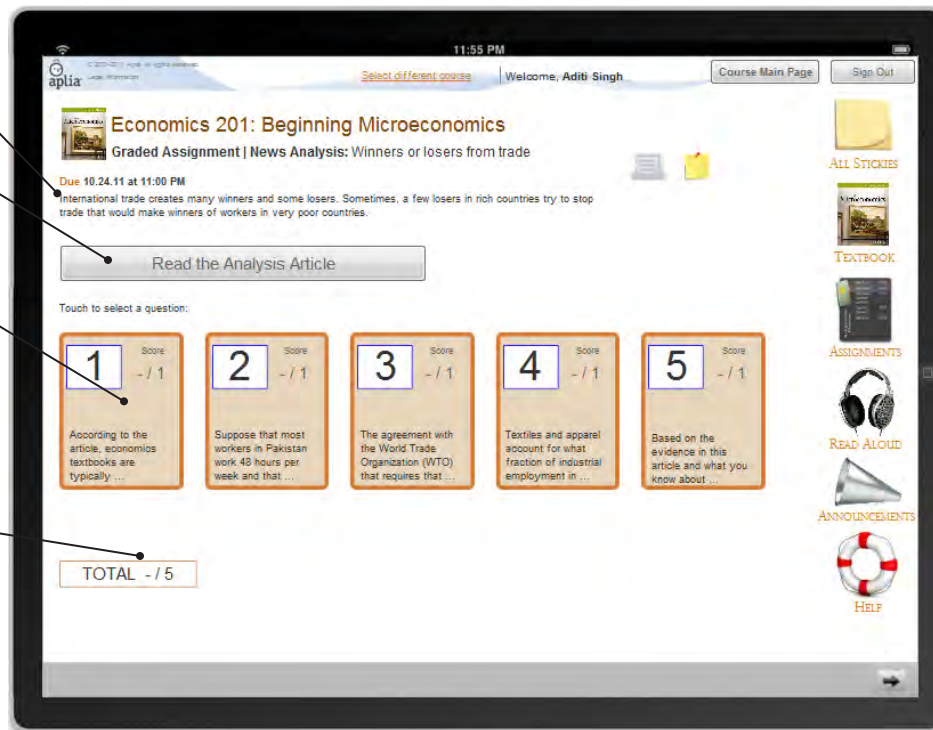 11:55 PM
aplia
Select different course
Welcome, Aditi Singh
Course Main Page
Sign Out
Economics 201: Beginning Microeconomics
Graded Assignment | News Analysis: Winners or losers from trade
Due 10.24.11 at 11:00 PM
International trade creates many winners and some losers. Sometimes, a few losers in rich countries try to stop
trade that would make winners of workers in very poor countries.
Read the Analysis Article
Touch to select a question:
1
Score
- / 1
According to the
article, economics
textbooks are
typically ...
2
Score
- / 1
Suppose that most
workers in Pakistan
work 48 hours per
week and that ...
3
Score
- / 1
The agreement with
the World Trade
Organization (WTO)
that requires that ...
4
Score
- / 1
Textiles and apparel
account for what
fraction of industrial
employment in ...
5
Score
- / 1
Based on the
evidence in this
article and what you
know about ...
TOTAL - / 5
ALL STICKIES
TEXTBOOK
ASSIGNMENTS
READ ALOUD
ANNOUNCEMENTS
HELP